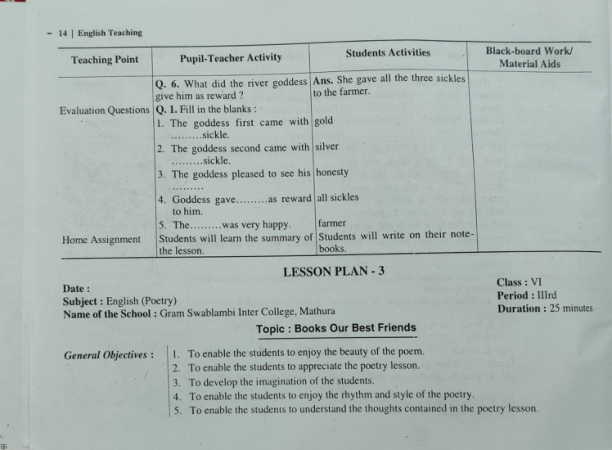 14 | English Teaching
Teaching Point Pupil-Teacher Activity Students Activities Black-board Work/
Material Aids
Q. 6. What did the river goddess give him as reward ? Ans. She gave all the three sickles to the farmer.
Evaluation Questions Q. 1. Fill in the blanks :
1. The goddess first came with .........sickle. gold
2. The goddess second came with .........sickle. silver
3. The goddess pleased to see his ......... honesty
4. Goddess gave.........as reward to him. all sickles
5. The.........was very happy. farmer
Home Assignment Students will learn the summary of the lesson. Students will write on their note-books.
LESSON PLAN - 3
Date :
Class : VI
Subject : English (Poetry)
Period : IIIrd
Name of the School : Gram Swablambi Inter College, Mathura
Duration : 25 minutes
Topic : Books Our Best Friends
General Objectives : 1. To enable the students to enjoy the beauty of the poem.
2. To enable the students to appreciate the poetry lesson.
3. To develop the imagination of the students.
4. To enable the students to enjoy the rhythm and style of the poetry.
5. To enable the students to understand the thoughts contained in the poetry lesson.